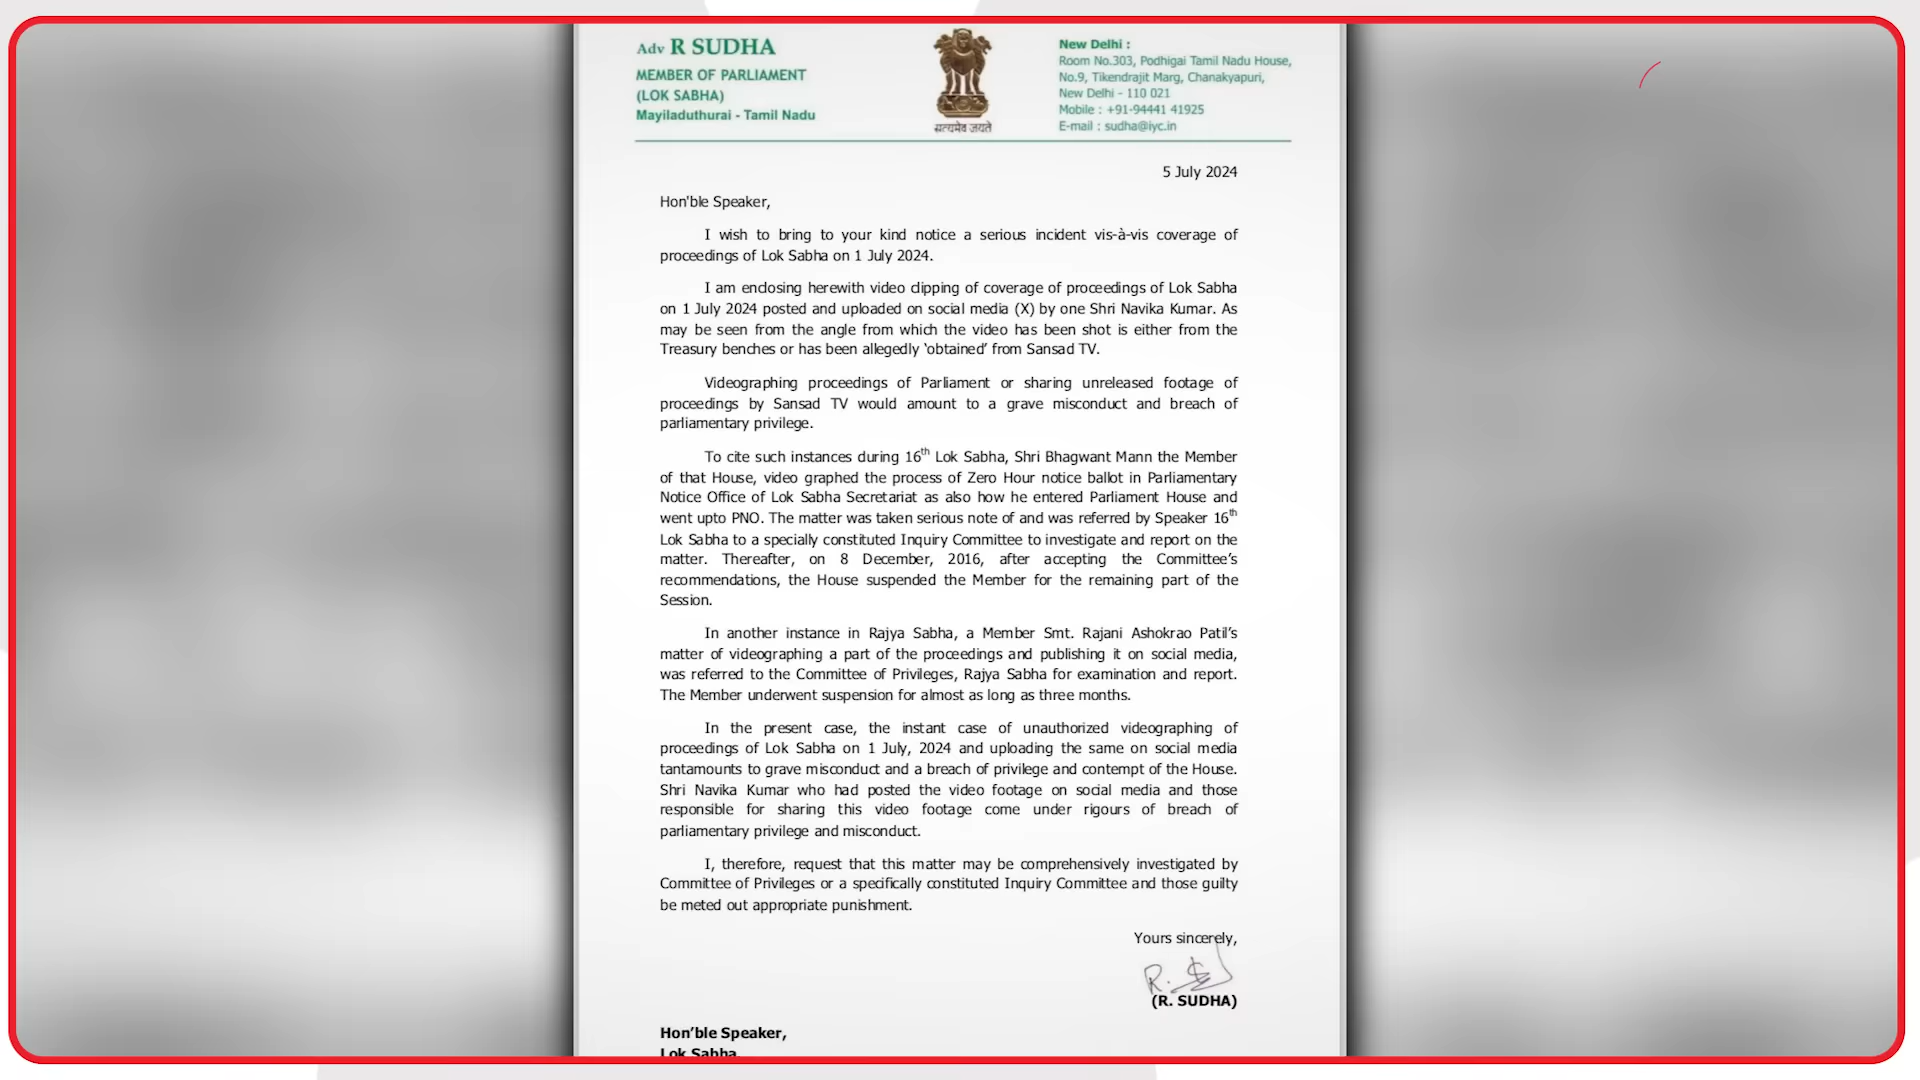 Adv R SUDHA
MEMBER OF PARLIAMENT
(LOK SABHA)
Mayiladuthurai - Tamil Nadu
सत्यमेव जयते
New Delhi :
Room No.303, Podhigai Tamil Nadu House,
No.9, Tikendrajit Marg, Chanakyapuri,
New Delhi - 110 021
Mobile : +91-94441 41925
E-mail : sudha@iyc.in
5 July 2024
Hon'ble Speaker,
I wish to bring to your kind notice a serious incident vis-à-vis coverage of
proceedings of Lok Sabha on 1 July 2024.
I am enclosing herewith video clipping of coverage of proceedings of Lok Sabha
on 1 July 2024 posted and uploaded on social media (X) by one Shri Navika Kumar. As
may be seen from the angle from which the video has been shot is either from the
Treasury benches or has been allegedly ‘obtained’ from Sansad TV.
Videographing proceedings of Parliament or sharing unreleased footage of
proceedings by Sansad TV would amount to a grave misconduct and breach of
parliamentary privilege.
To cite such instances during 16th Lok Sabha, Shri Bhagwant Mann the Member
of that House, video graphed the process of Zero Hour notice ballot in Parliamentary
Notice Office of Lok Sabha Secretariat as also how he entered Parliament House and
went upto PNO. The matter was taken serious note of and was referred by Speaker 16th
Lok Sabha to a specially constituted Inquiry Committee to investigate and report on the
matter. Thereafter, on 8 December, 2016, after accepting the Committee’s
recommendations, the House suspended the Member for the remaining part of the
Session.
In another instance in Rajya Sabha, a Member Smt. Rajani Ashokrao Patil’s
matter of videographing a part of the proceedings and publishing it on social media,
was referred to the Committee of Privileges, Rajya Sabha for examination and report.
The Member underwent suspension for almost as long as three months.
In the present case, the instant case of unauthorized videographing of
proceedings of Lok Sabha on 1 July, 2024 and uploading the same on social media
tantamounts to grave misconduct and a breach of privilege and contempt of the House.
Shri Navika Kumar who had posted the video footage on social media and those
responsible for sharing this video footage come under rigours of breach of
parliamentary privilege and misconduct.
I, therefore, request that this matter may be comprehensively investigated by
Committee of Privileges or a specifically constituted Inquiry Committee and those guilty
be meted out appropriate punishment.
Yours sincerely,
(R. SUDHA)
Hon’ble Speaker,
Lok Sabha.